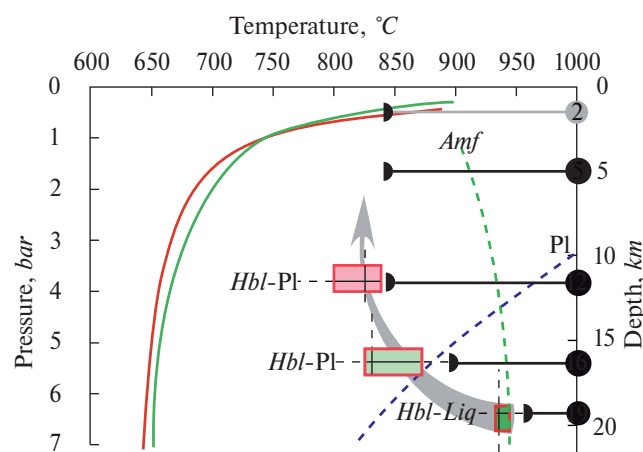 Temperature, °C
600 650 700 750 800 850 900 950 1000
0 0
2
1
Amf
5
2 5
3
Pl 10
Hbl-Pl
12
4
5 15
Hbl-Pl
16
6
Hbl-Liq
19
7 20
Pressure, bar
Depth, km